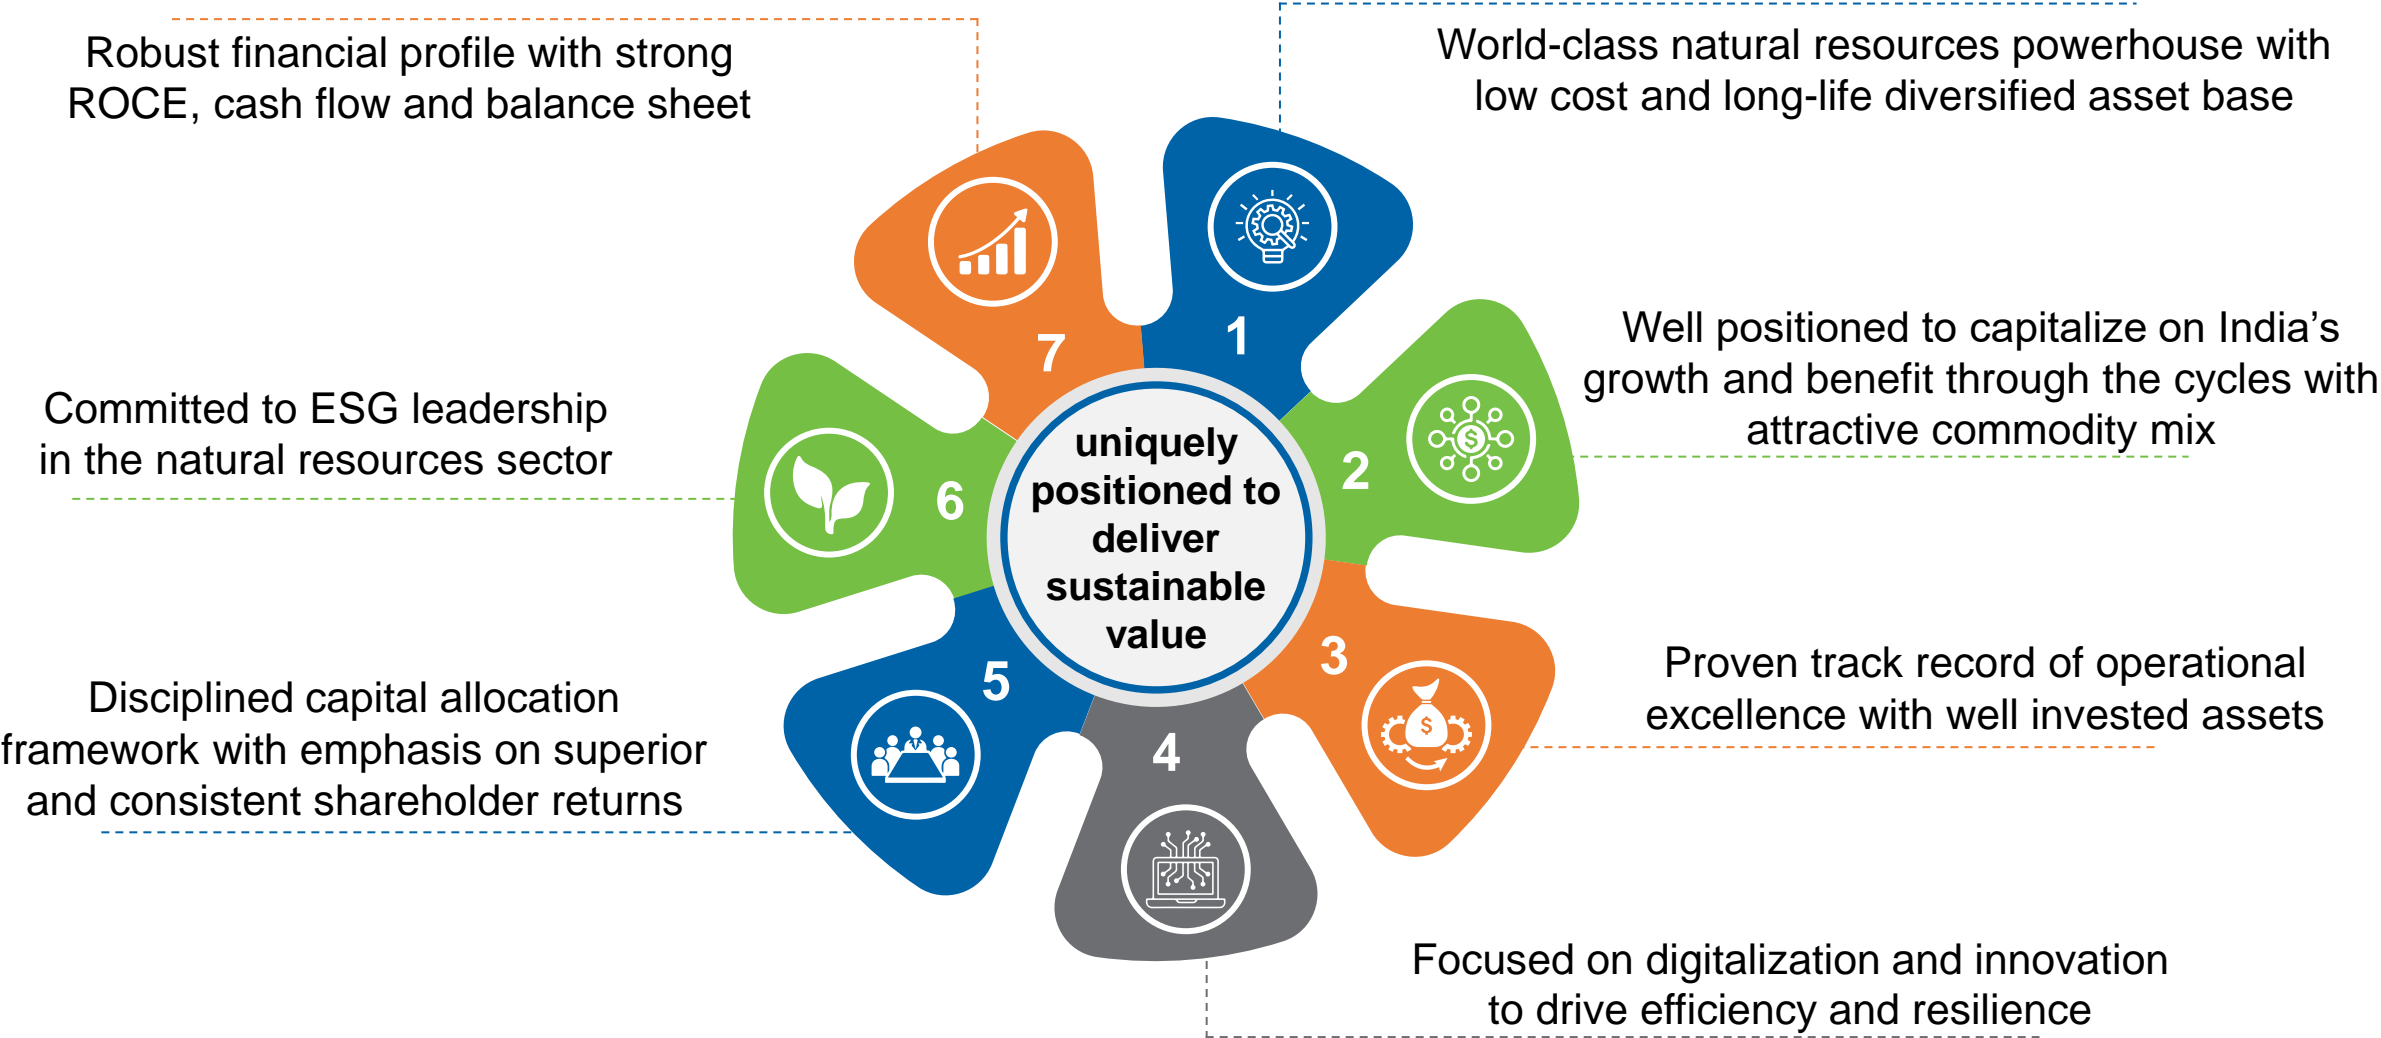 World-class natural resources powerhouse with
low cost and long-life diversified asset base
1
Well positioned to capitalize on India’s
growth and benefit through the cycles with
attractive commodity mix
2
Proven track record of operational
excellence with well invested assets
3
Focused on digitalization and innovation
to drive efficiency and resilience
4
Disciplined capital allocation
framework with emphasis on superior
and consistent shareholder returns
5
Committed to ESG leadership
in the natural resources sector
6
Robust financial profile with strong
ROCE, cash flow and balance sheet
7
uniquely
positioned to
deliver
sustainable
value
$
$